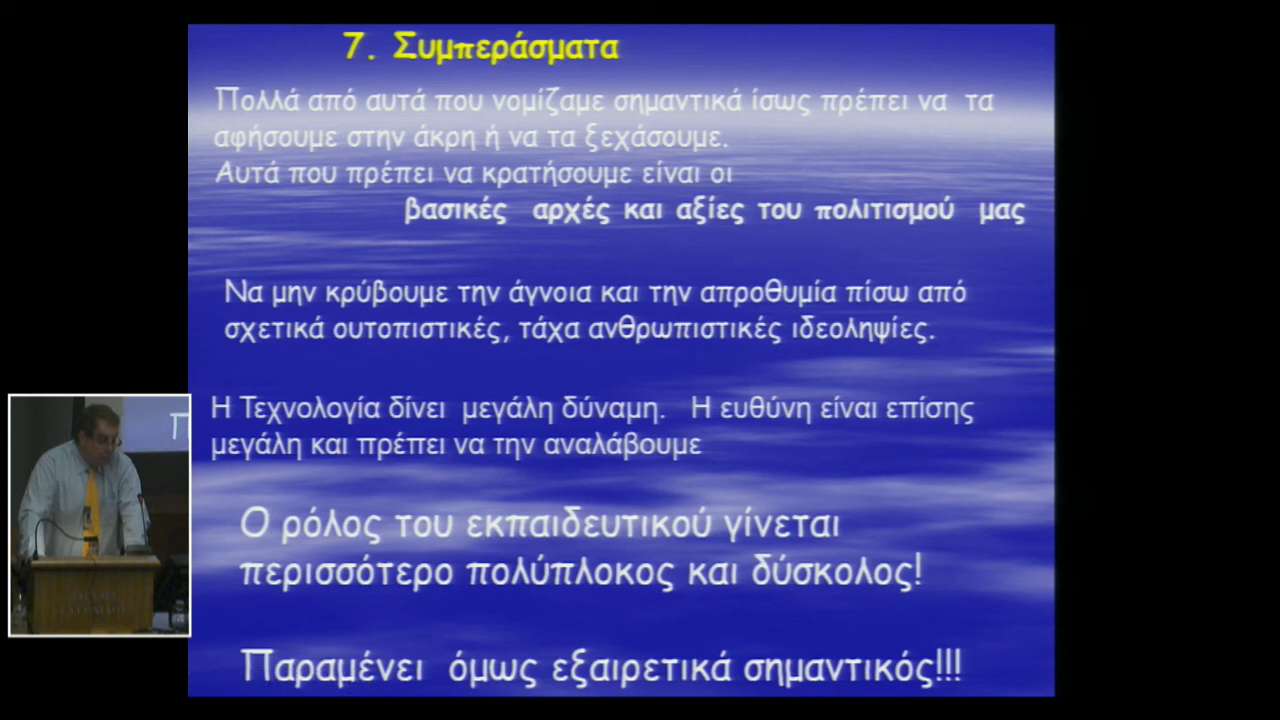 7. Συμπεράσματα
Πολλά από αυτά που νομίζαμε σημαντικά ίσως πρέπει να τα
αφήσουμε στην άκρη ή να τα ξεχάσουμε.
Αυτά που πρέπει να κρατήσουμε είναι οι
βασικές αρχές και αξίες του πολιτισμού μας
Να μην κρύβουμε την άγνοια και την απροθυμία πίσω από
σχετικά ουτοπιστικές, τάχα ανθρωπιστικές ιδεοληψίες.
Η Τεχνολογία δίνει μεγάλη δύναμη. Η ευθύνη είναι επίσης
μεγάλη και πρέπει να την αναλάβουμε
Ο ρόλος του εκπαιδευτικού γίνεται
περισσότερο πολύπλοκος και δύσκολος!
Παραμένει όμως εξαιρετικά σημαντικός!!!